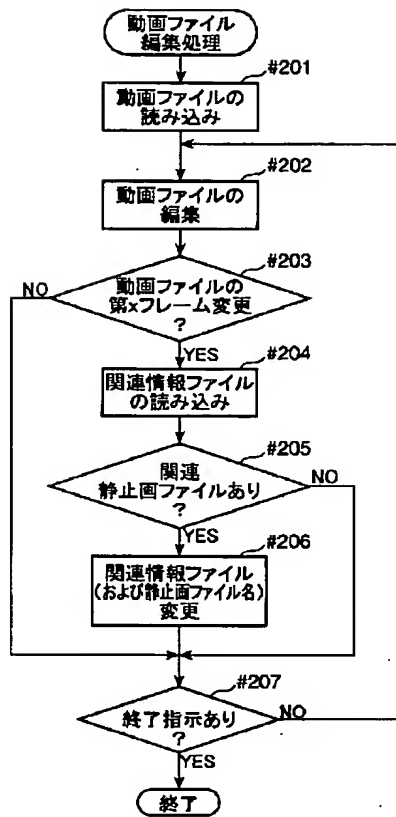 動画ファイル
編集処理
#201
動画ファイルの
読み込み
#202
動画ファイルの
編集
#203
動画ファイルの
第xフレーム変更
?
NO
YES
#204
関連情報ファイル
の読み込み
#205
関連
静止画ファイルあり
?
NO
YES
#206
関連情報ファイル
(および静止画ファイル名)
変更
#207
終了指示あり
?
NO
YES
終了